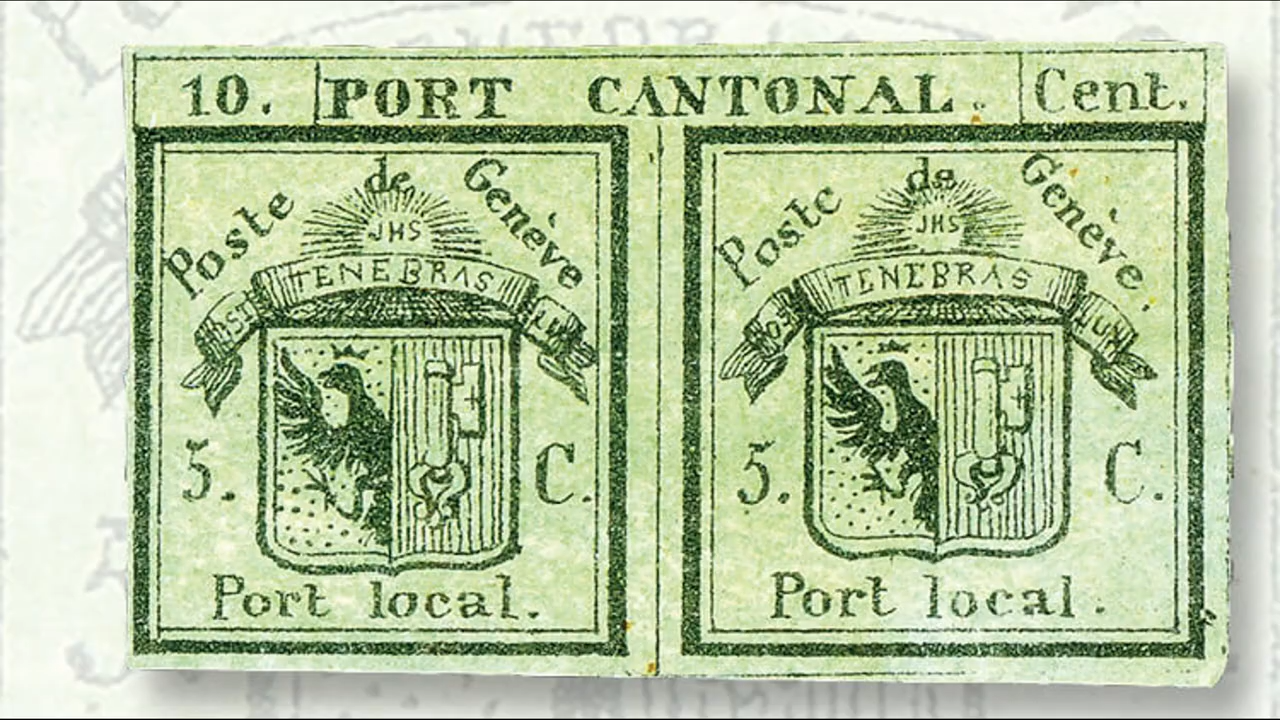 10. PORT CANTONAL. Cent.
Poste de Genève
JHS
TENEBRAS
5. C.
Port local.
Poste de Genève
JHS
TENEBRAS
5. C.
Port local.